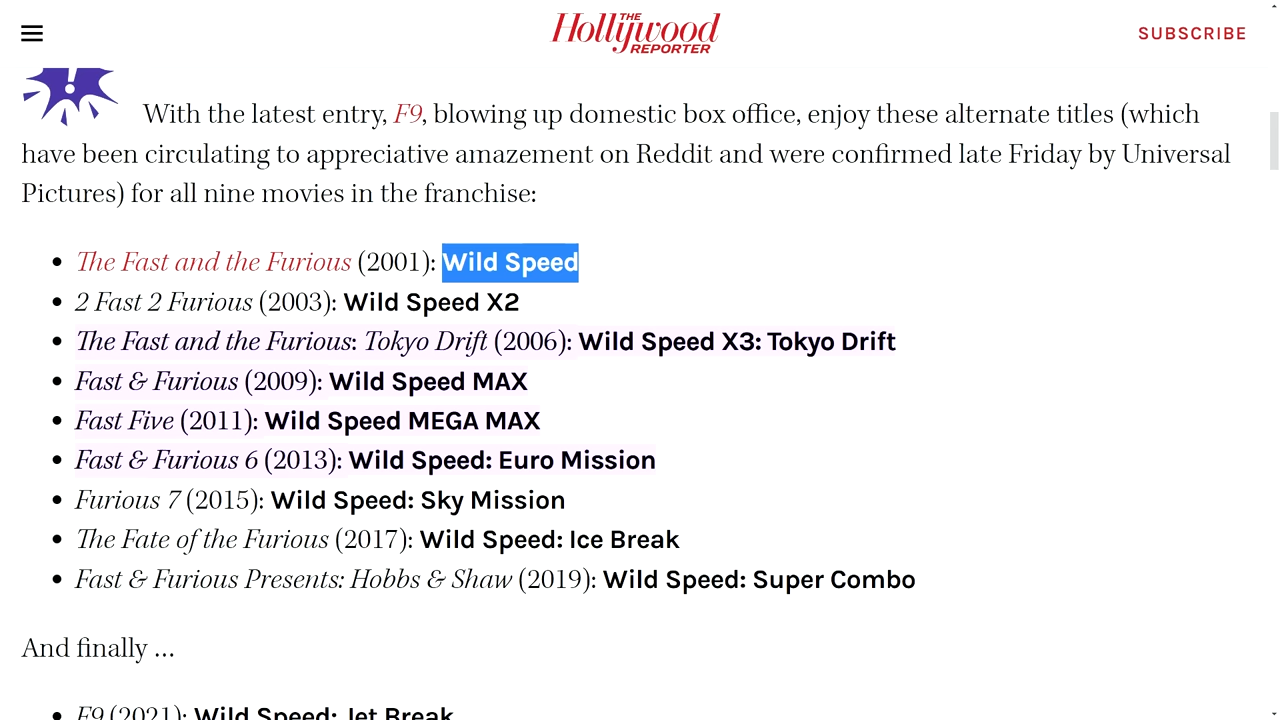 THE
Hollywood
REPORTER
SUBSCRIBE
With the latest entry, F9, blowing up domestic box office, enjoy these alternate titles (which
have been circulating to appreciative amazement on Reddit and were confirmed late Friday by Universal
Pictures) for all nine movies in the franchise:
• The Fast and the Furious (2001): Wild Speed
• 2 Fast 2 Furious (2003): Wild Speed X2
• The Fast and the Furious: Tokyo Drift (2006): Wild Speed X3: Tokyo Drift
• Fast & Furious (2009): Wild Speed MAX
• Fast Five (2011): Wild Speed MEGA MAX
• Fast & Furious 6 (2013): Wild Speed: Euro Mission
• Furious 7 (2015): Wild Speed: Sky Mission
• The Fate of the Furious (2017): Wild Speed: Ice Break
• Fast & Furious Presents: Hobbs & Shaw (2019): Wild Speed: Super Combo
And finally ...
• F9 (2021): Wild Speed: Jet Break